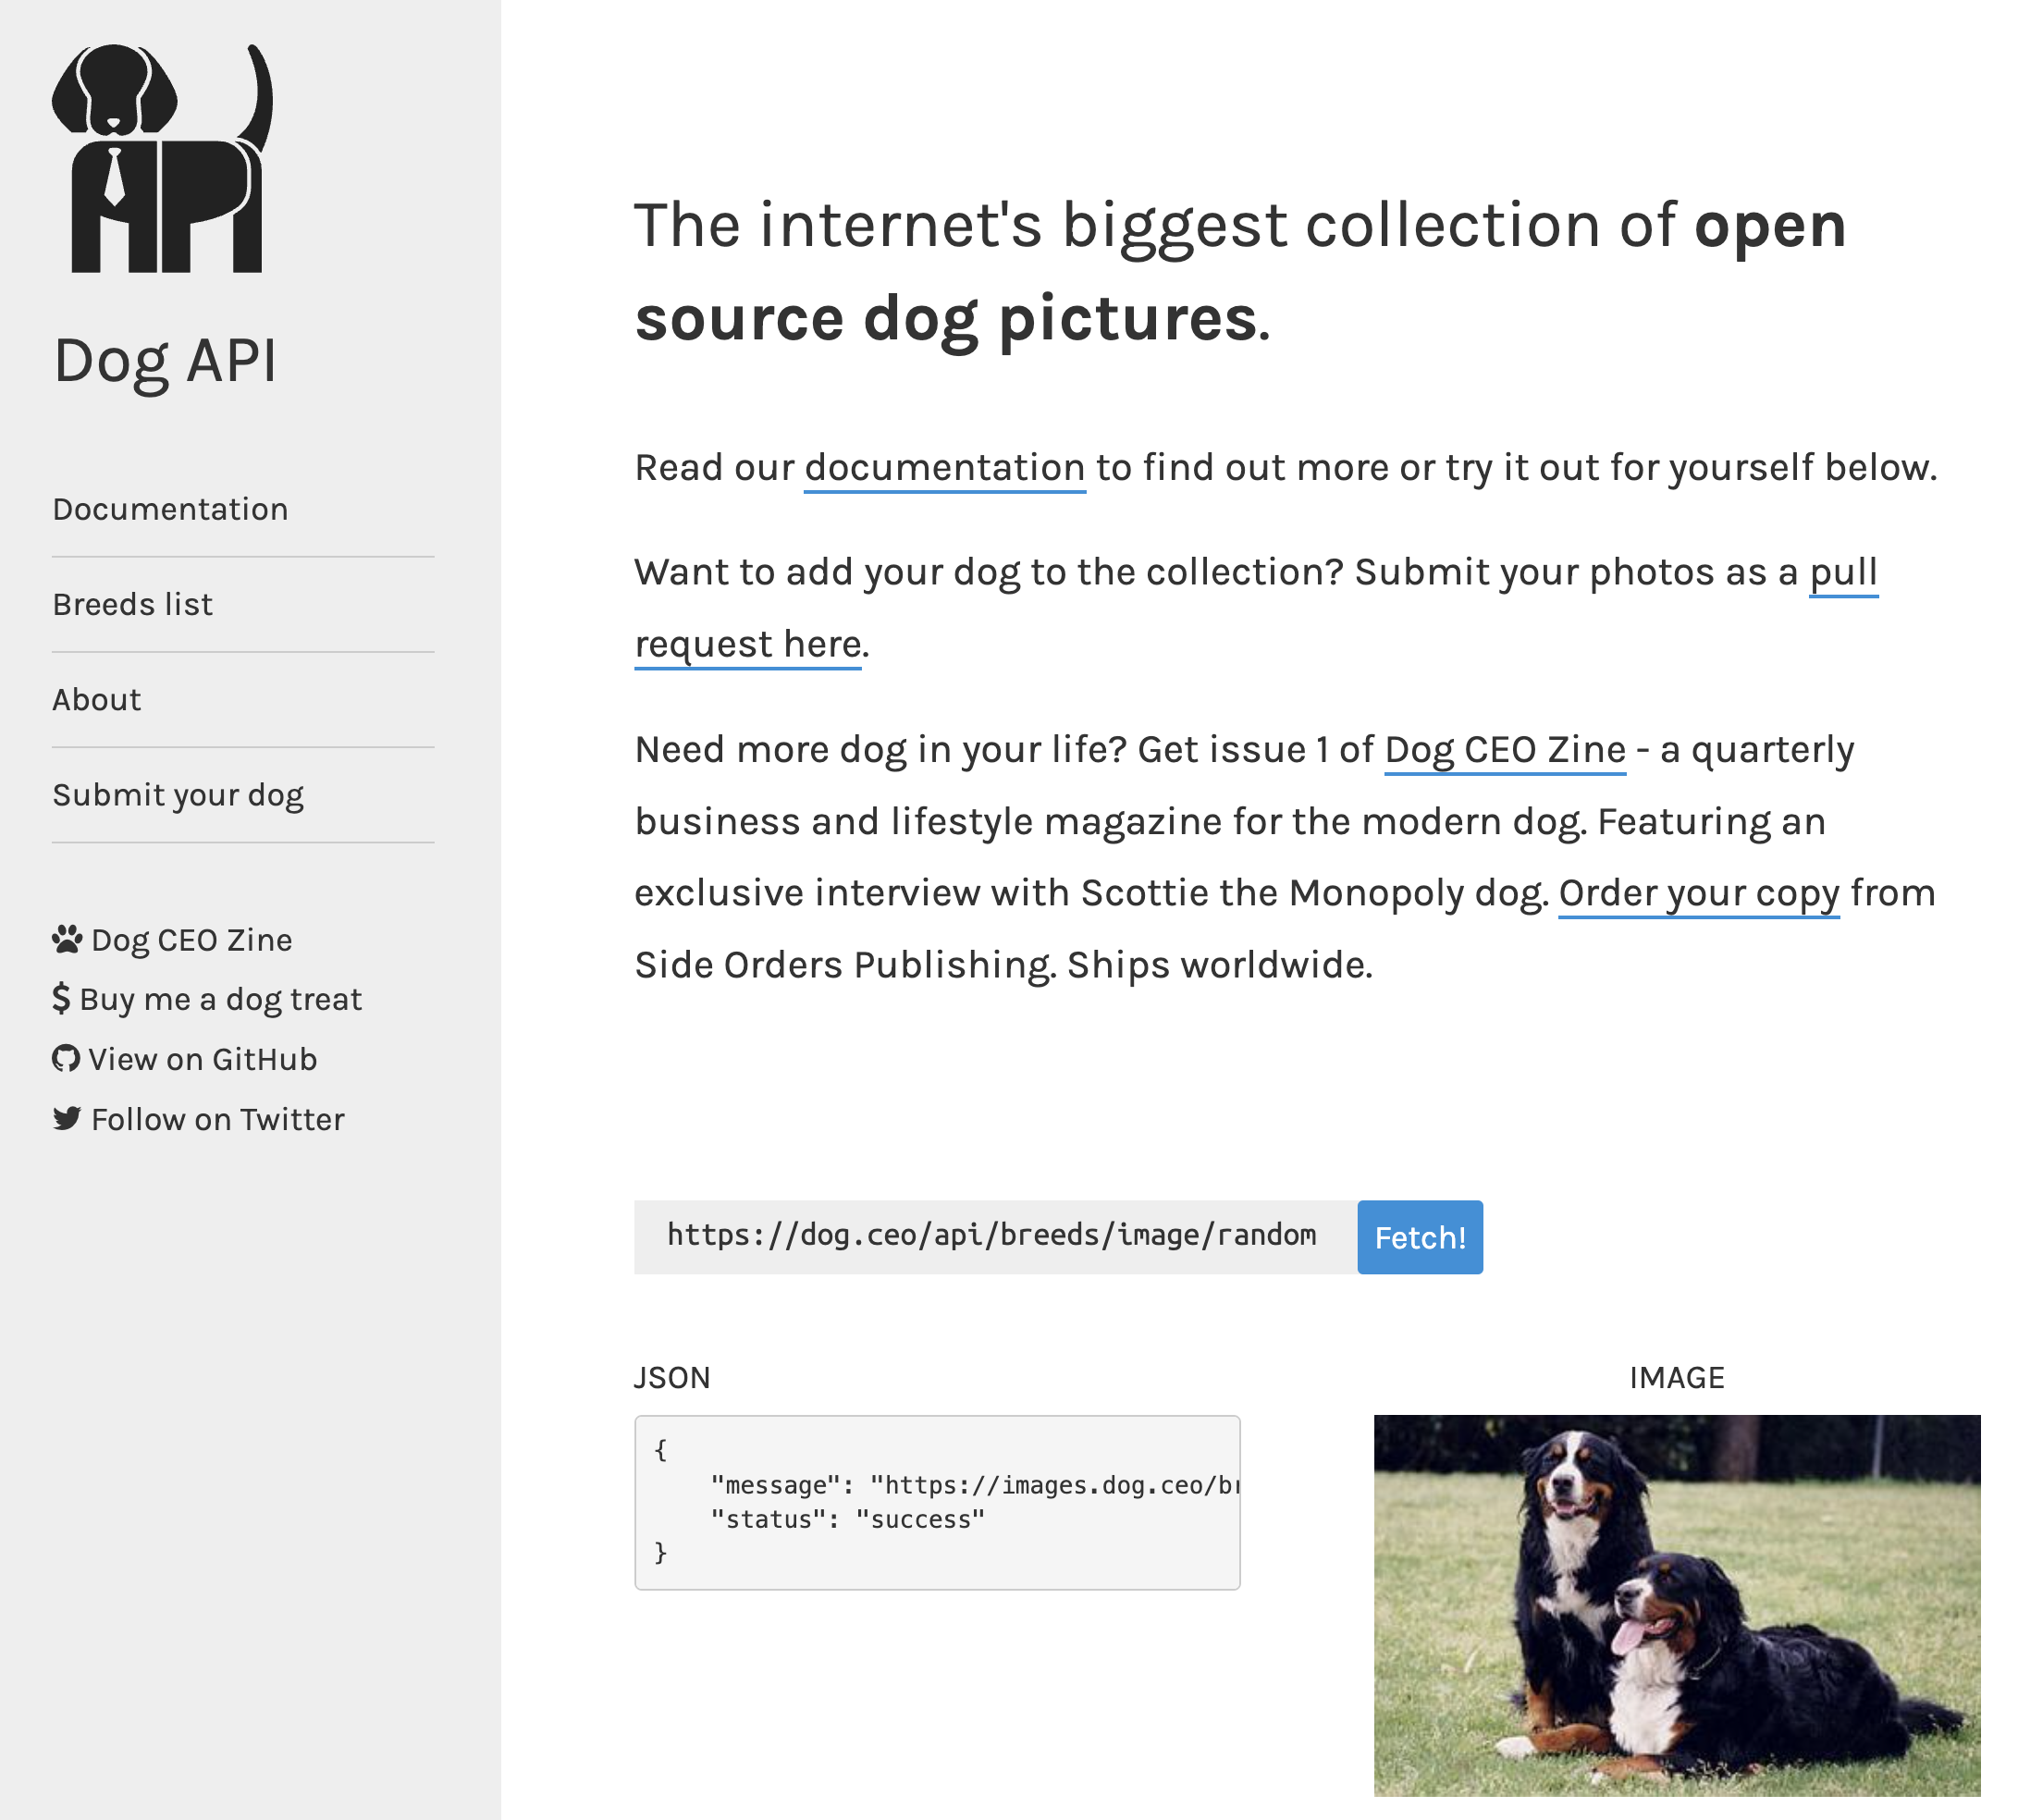 Dog API
Documentation
Breeds list
About
Submit your dog
Dog CEO Zine
$ Buy me a dog treat
View on GitHub
Follow on Twitter
The internet's biggest collection of open
source dog pictures.
Read our documentation to find out more or try it out for yourself below.
Want to add your dog to the collection? Submit your photos as a pull
request here.
Need more dog in your life? Get issue 1 of Dog CEO Zine - a quarterly
business and lifestyle magazine for the modern dog. Featuring an
exclusive interview with Scottie the Monopoly dog. Order your copy from
Side Orders Publishing. Ships worldwide.
https://dog.ceo/api/breeds/image/random Fetch!
JSON
{
"message": "https://images.dog.ceo/br
"status": "success"
}
IMAGE